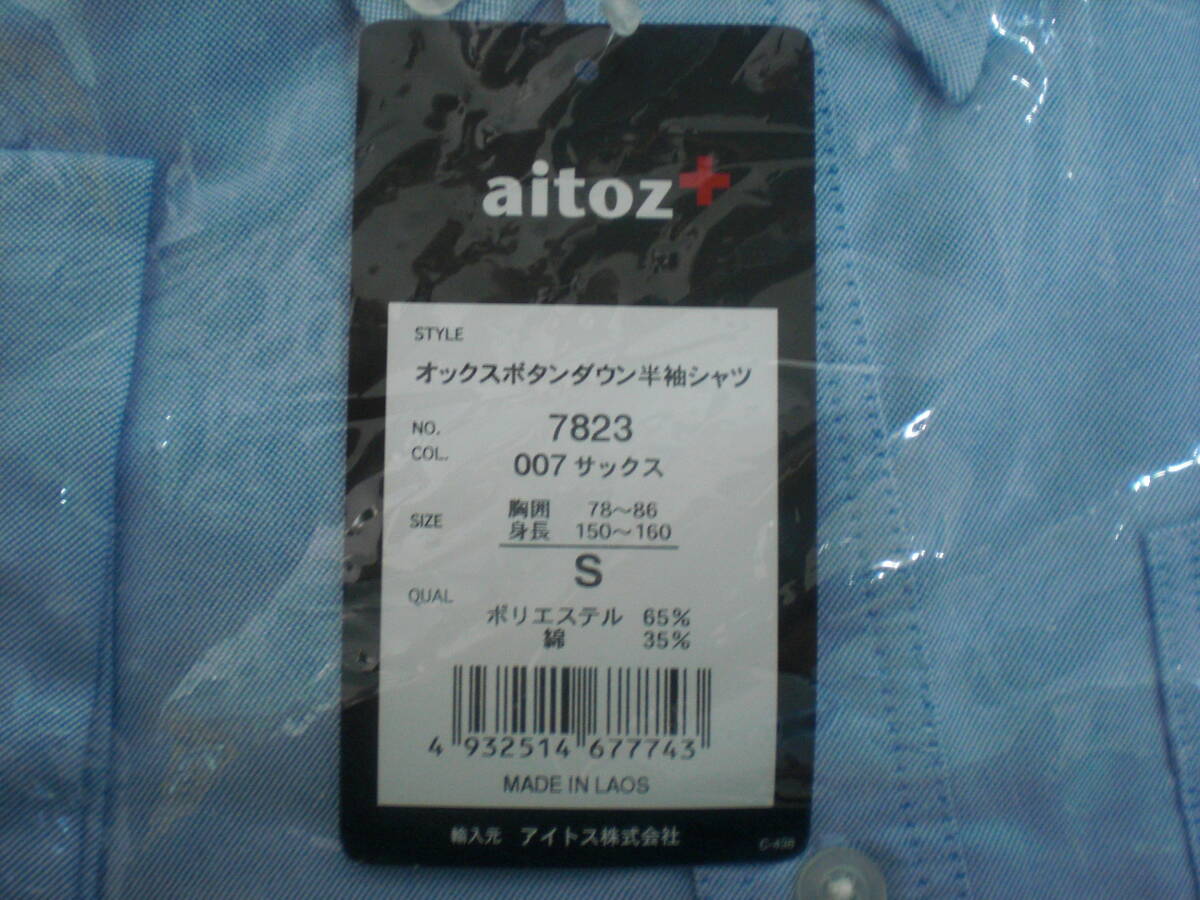 aitoz
STYLE
オックスボタンダウン半袖シャツ
NO. 7823
COL. 007 サックス
SIZE 胸囲 78〜86
身長 150〜160
S
QUAL
ポリエステル 65%
綿 35%
4 932514 677743
MADE IN LAOS
輸入元 アイトス株式会社
C-438